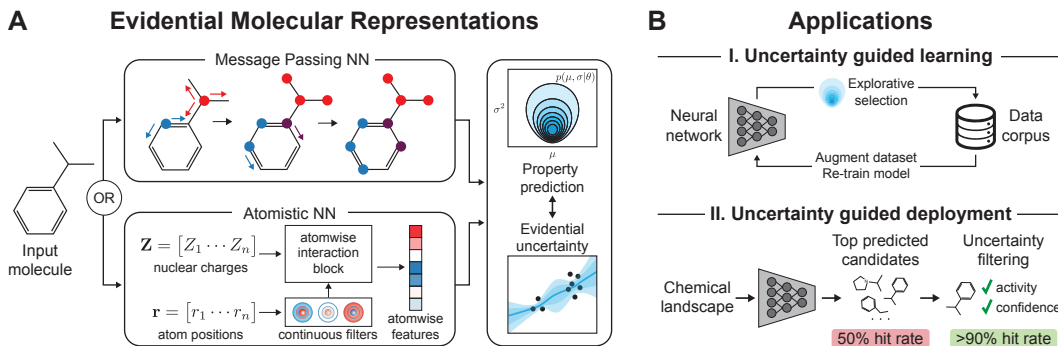 A
Evidential Molecular Representations
Message Passing NN
Input
molecule
OR
Atomistic NN
Z = [Z1 ⋯ Zn]
nuclear charges
atomwise
interaction
block
r = [r1 ⋯ rn]
atom positions
continuous filters
atomwise
features
p(μ, σ|θ)
σ²
μ
Property
prediction
Evidential
uncertainty
B
Applications
I. Uncertainty guided learning
Neural
network
Explorative
selection
Data
corpus
Augment dataset
Re-train model
II. Uncertainty guided deployment
Chemical
landscape
Top predicted
candidates
...
50% hit rate
Uncertainty
filtering
activity
confidence
>90% hit rate